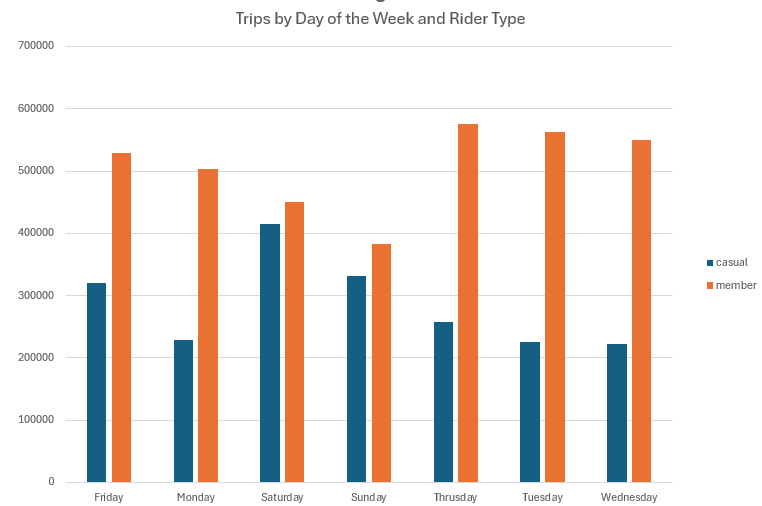 Trips by Day of the Week and Rider Type
700000
600000
500000
400000
300000
200000
100000
0
Friday Monday Saturday Sunday Thrusday Tuesday Wednesday
casual
member